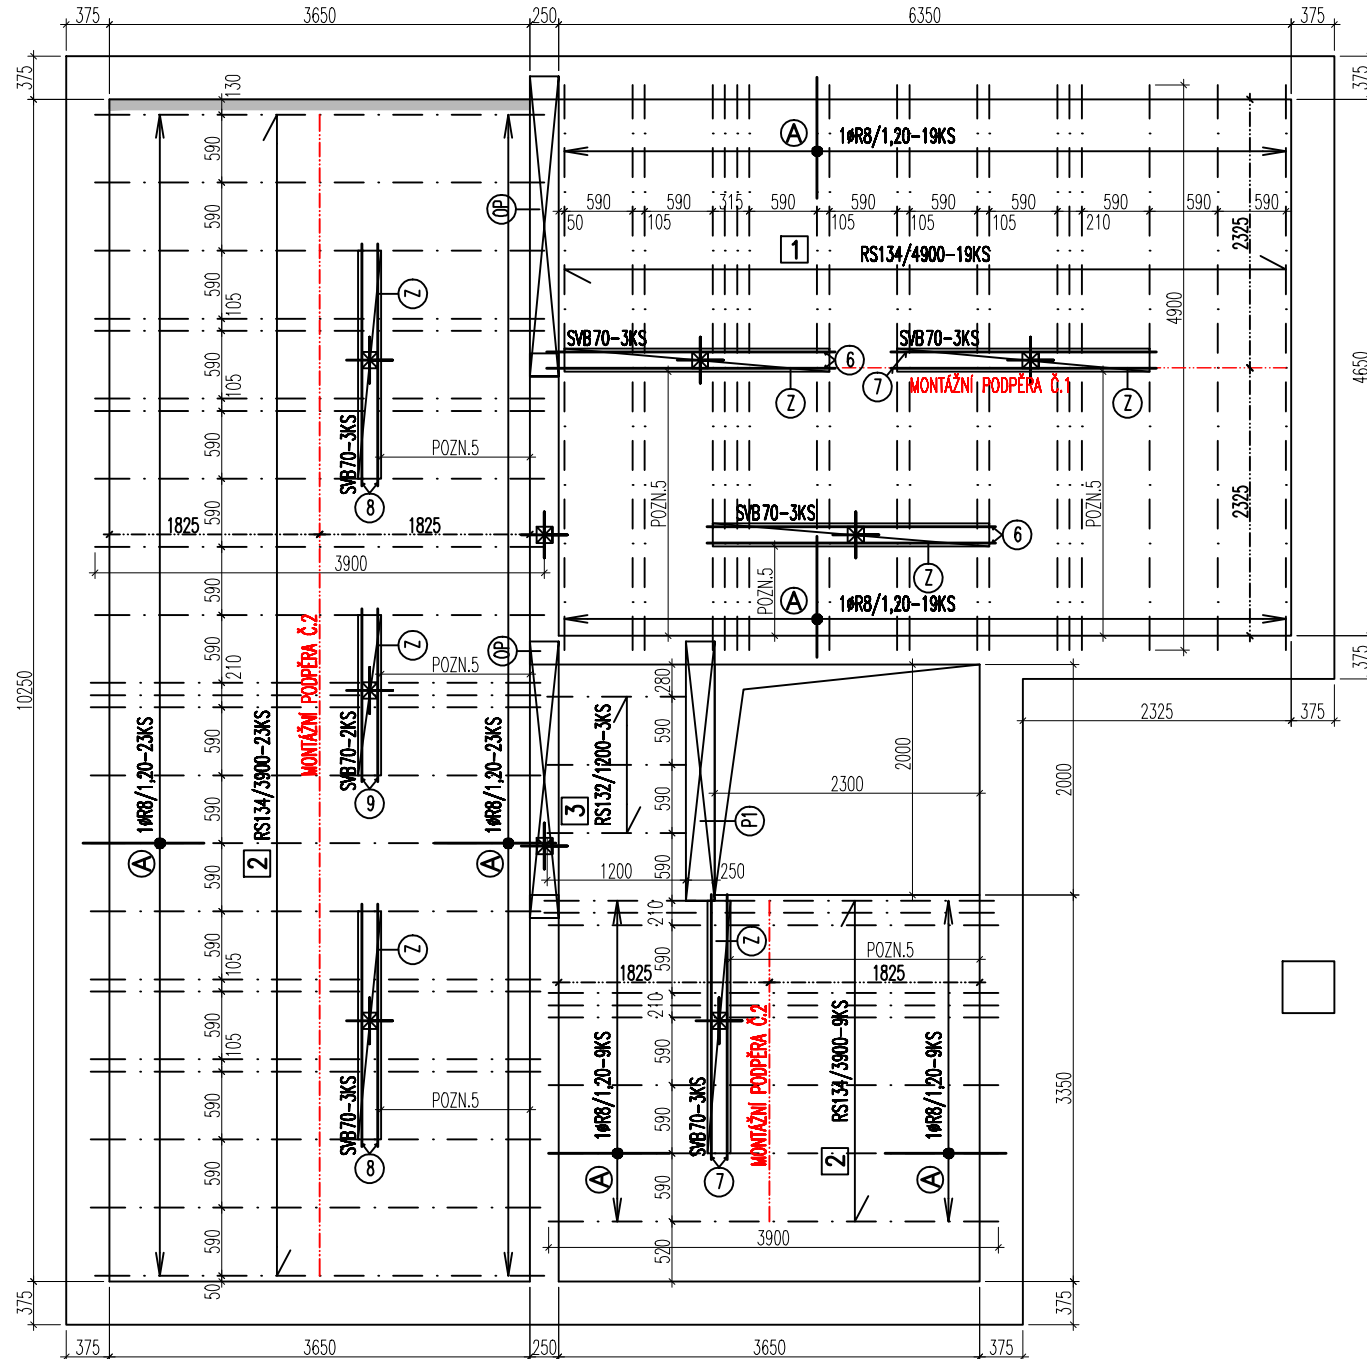 375
3650
250
6350
375
375
130
590
590
590
105
105
590
590
590
590
210
590
590
590
590
105
590
105
590
590
590
50
10250
375
375
3650
250
3650
375
375
4650
375
2325
375
2000
3350
375
A
1øR8/1,20-19KS
OP
590
590
315
590
590
590
590
590
590
590
50
105
105
105
105
210
1
RS134/4900-19KS
2325
4900
2325
SVB70-3KS
6
SVB70-3KS
7
MONTÁŽNÍ PODPĚRA Č.1
Z
Z
POZN.5
POZN.5
SVB70-3KS
6
Z
POZN.5
A
1øR8/1,20-19KS
Z
SVB70-3KS
POZN.5
8
1825
1825
3900
MONTÁŽNÍ PODPĚRA Č.2
Z
POZN.5
OP
SVB70-2KS
9
1øR8/1,20-23KS
A
RS134/3900-23KS
2
1øR8/1,20-23KS
A
Z
SVB70-3KS
POZN.5
8
280
590
590
590
RS132/1200-3KS
3
P1
1200
250
2300
2000
210
590
210
590
590
590
520
Z
POZN.5
1825
1825
1øR8/1,20-9KS
A
SVB70-3KS
7
MONTÁŽNÍ PODPĚRA Č.2
RS134/3900-9KS
2
1øR8/1,20-9KS
A
3900